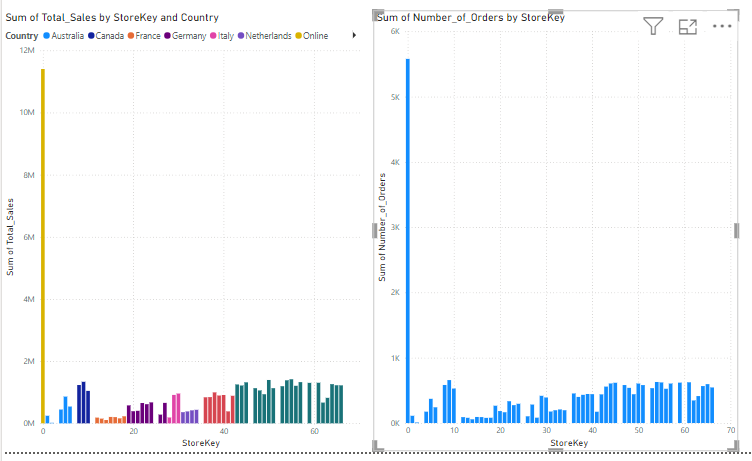 Sum of Total_Sales by StoreKey and Country
Country Australia Canada France Germany Italy Netherlands Online
12M
10M
8M
6M
4M
2M
0M
Sum of Total_Sales
0 20 40 60
StoreKey
Sum of Number_of_Orders by StoreKey
6K
5K
4K
3K
2K
1K
0K
Sum of Number_of_Orders
0 10 20 30 40 50 60 70
StoreKey